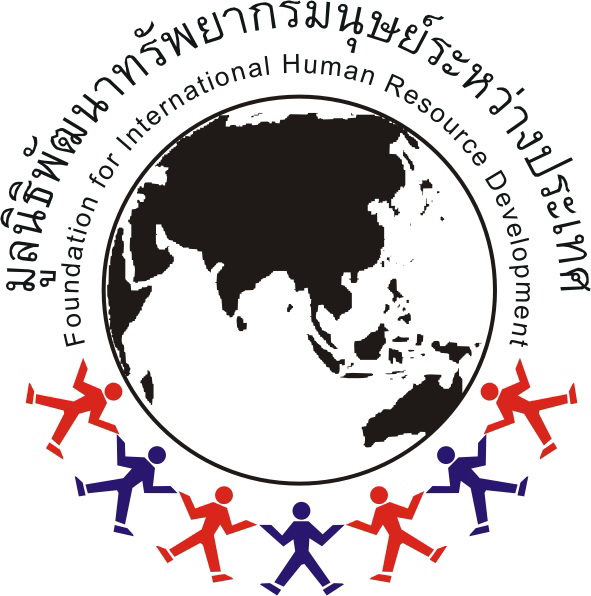 มูลนิธิพัฒนาทรัพยากรมนุษย์ระหว่างประเทศ
Foundation for International Human Resource Development